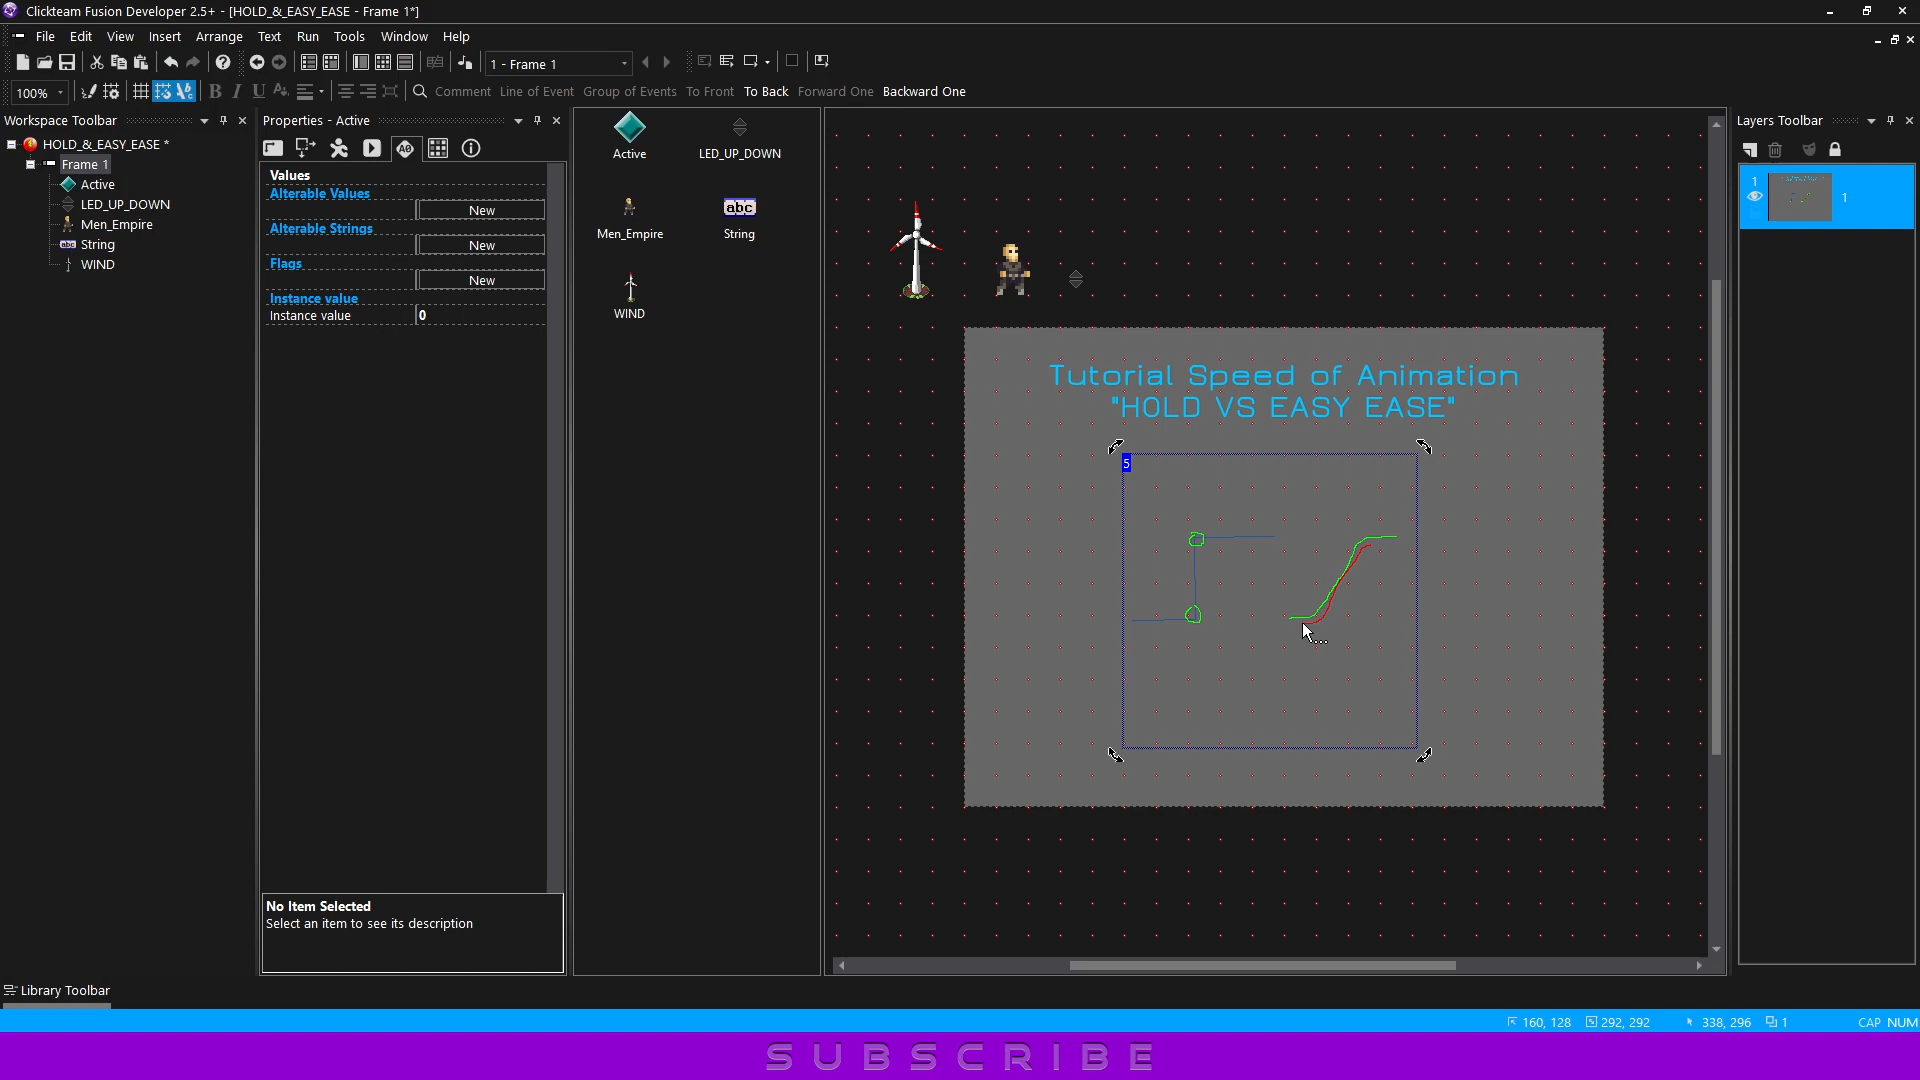 Clickteam Fusion Developer 2.5+ - [HOLD_&_EASY_EASE - Frame 1*]
File Edit View Insert Arrange Text Run Tools Window Help
1 - Frame 1
100%
B I U
Comment Line of Event Group of Events To Front To Back Forward One Backward One
Workspace Toolbar
HOLD_&_EASY_EASE *
Frame 1
Active
LED_UP_DOWN
Men_Empire
abc String
WIND
Properties - Active
Values
Alterable Values
New
Alterable Strings
New
Flags
New
Instance value
Instance value 0
No Item Selected
Select an item to see its description
Active
LED_UP_DOWN
Men_Empire
abc
String
WIND
Tutorial Speed of Animation
"HOLD VS EASY EASE"
5
Layers Toolbar
1
1
Library Toolbar
160, 128 292, 292 338, 296 1 CAP NUM
SUBSCRIBE